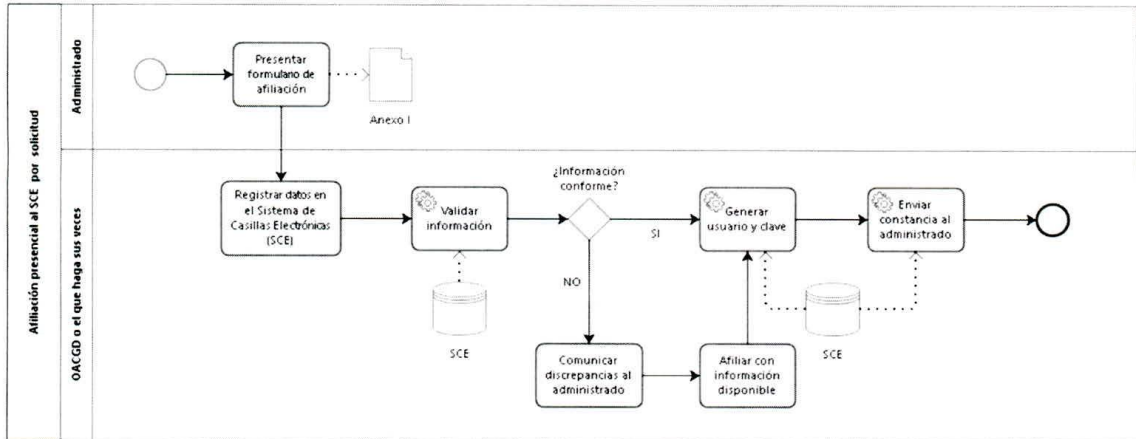 Afiliación presencial al SCE por solicitud
Administrado
Presentar
formulario de
afiliación
Anexo I
OACGD o el que haga sus veces
Registrar datos en
el Sistema de
Casillas Electrónicas
(SCE)
Validar
información
SCE
¿Información
conforme?
SI
NO
Generar
usuario y clave
Enviar
constancia al
administrado
SCE
Comunicar
discrepancias al
administrado
Afiliar con
información
disponible